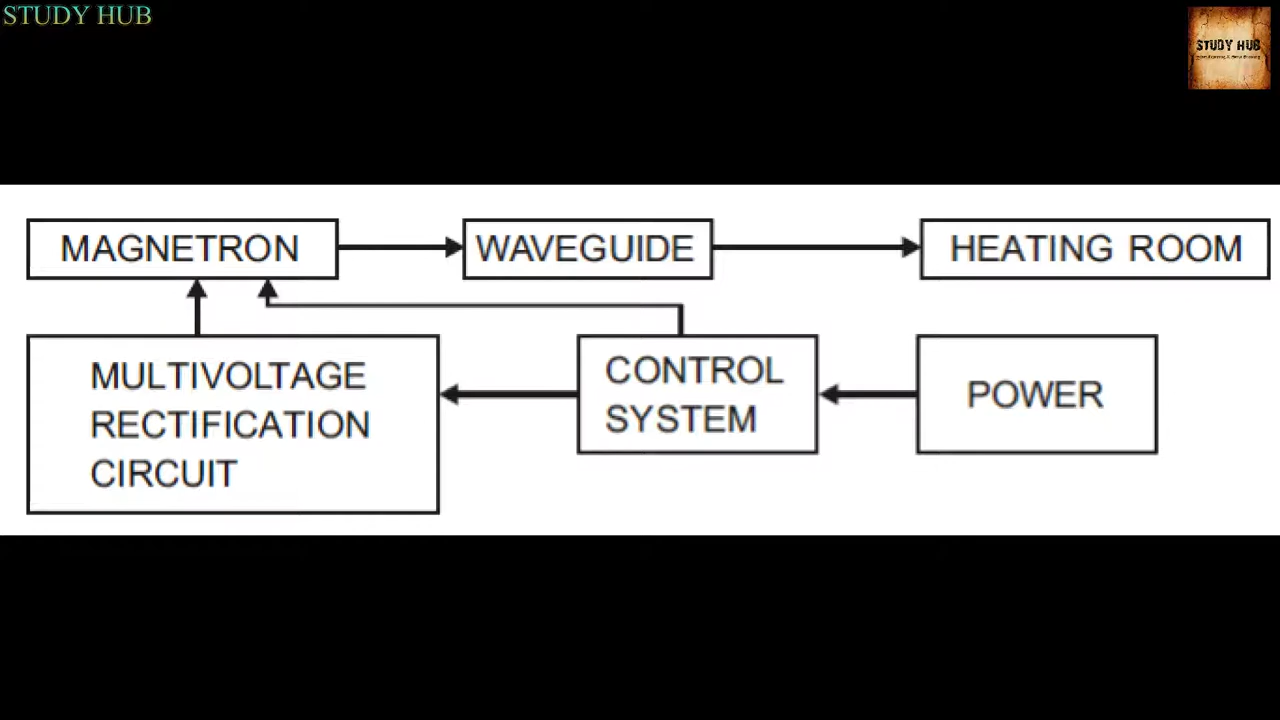 STUDY HUB
STUDY HUB
MAGNETRON
WAVEGUIDE
HEATING ROOM
MULTIVOLTAGE
RECTIFICATION
CIRCUIT
CONTROL
SYSTEM
POWER